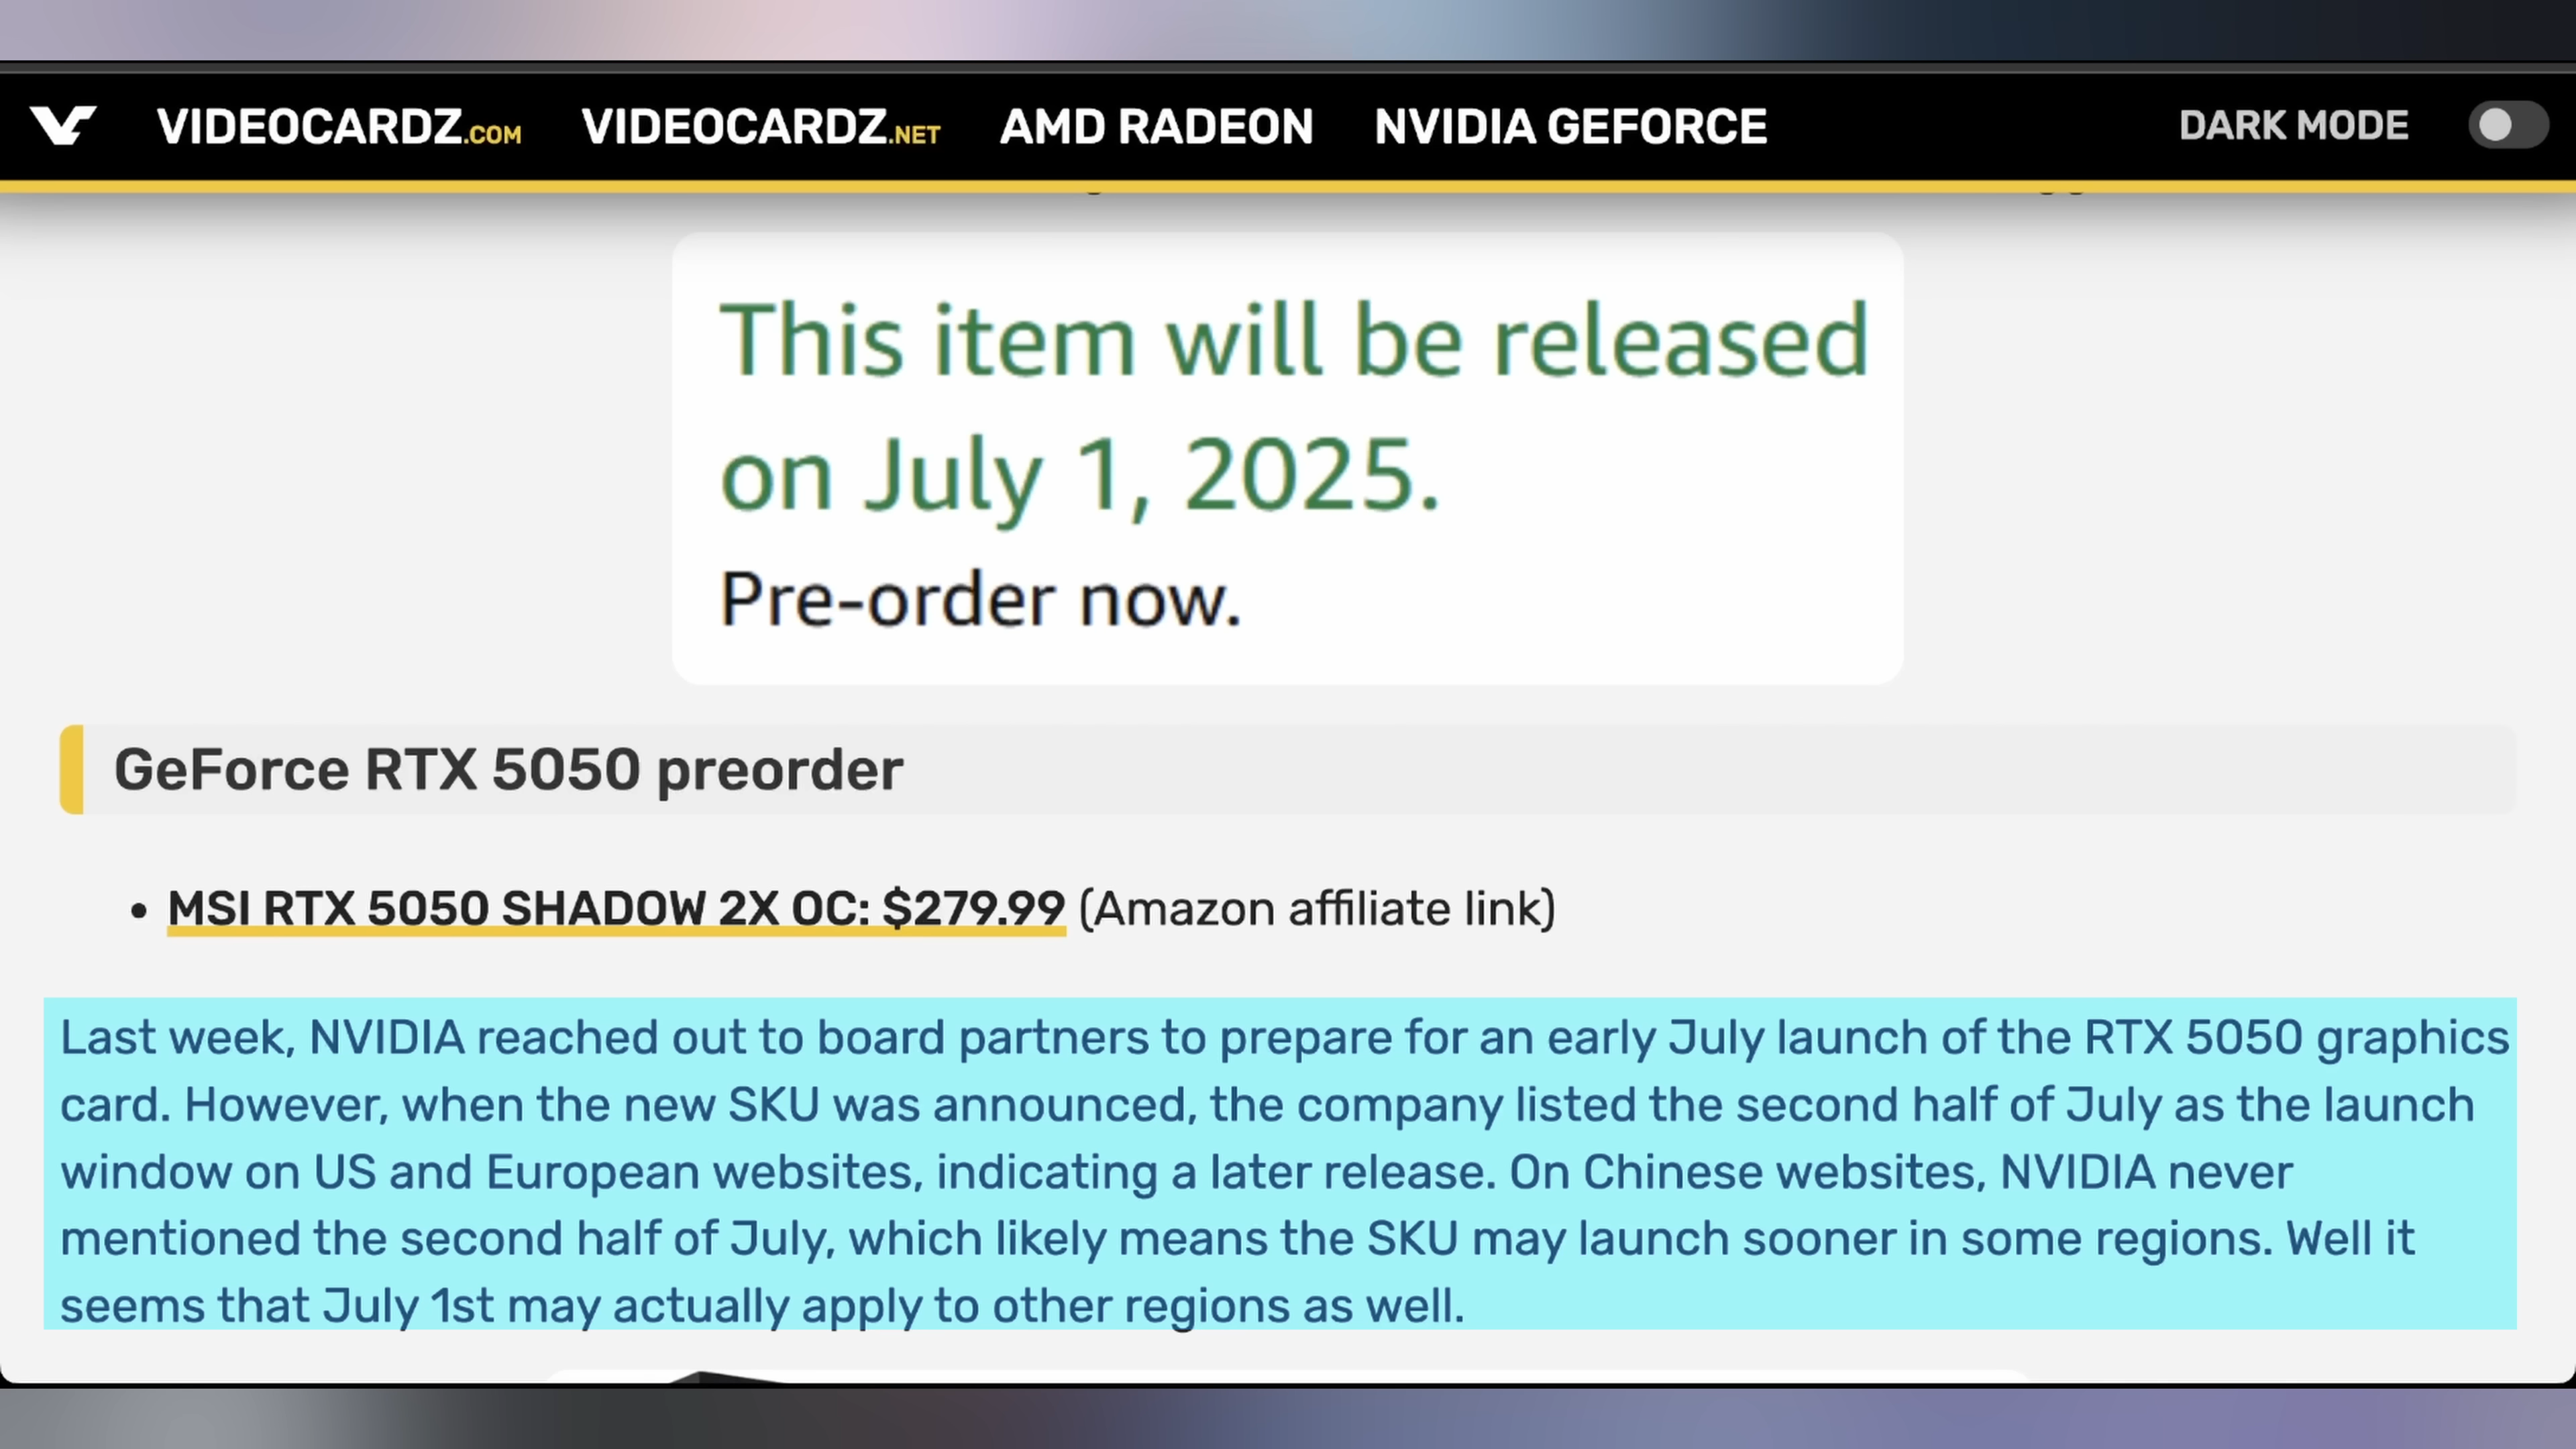 VIDEOCARDZ.COM VIDEOCARDZ.NET AMD RADEON NVIDIA GEFORCE DARK MODE
This item will be released
on July 1, 2025.
Pre-order now.
GeForce RTX 5050 preorder
• MSI RTX 5050 SHADOW 2X OC: $279.99 (Amazon affiliate link)
Last week, NVIDIA reached out to board partners to prepare for an early July launch of the RTX 5050 graphics
card. However, when the new SKU was announced, the company listed the second half of July as the launch
window on US and European websites, indicating a later release. On Chinese websites, NVIDIA never
mentioned the second half of July, which likely means the SKU may launch sooner in some regions. Well it
seems that July 1st may actually apply to other regions as well.